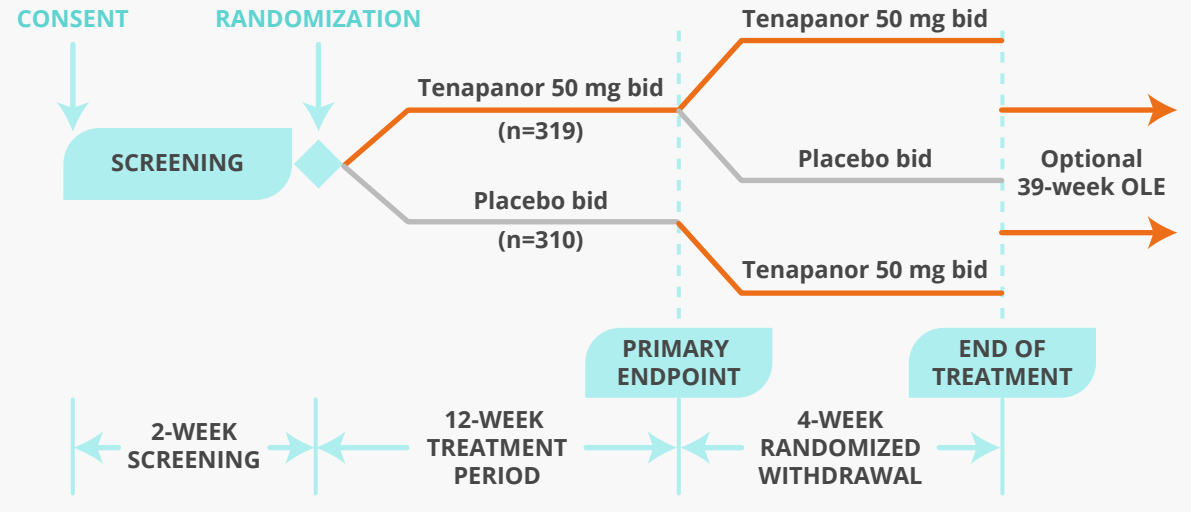 CONSENT
RANDOMIZATION
Tenapanor 50 mg bid
Tenapanor 50 mg bid
(n=319)
SCREENING
Placebo bid
Optional
39-week OLE
Placebo bid
(n=310)
Tenapanor 50 mg bid
PRIMARY
ENDPOINT
END OF
TREATMENT
2-WEEK
SCREENING
12-WEEK
TREATMENT
PERIOD
4-WEEK
RANDOMIZED
WITHDRAWAL